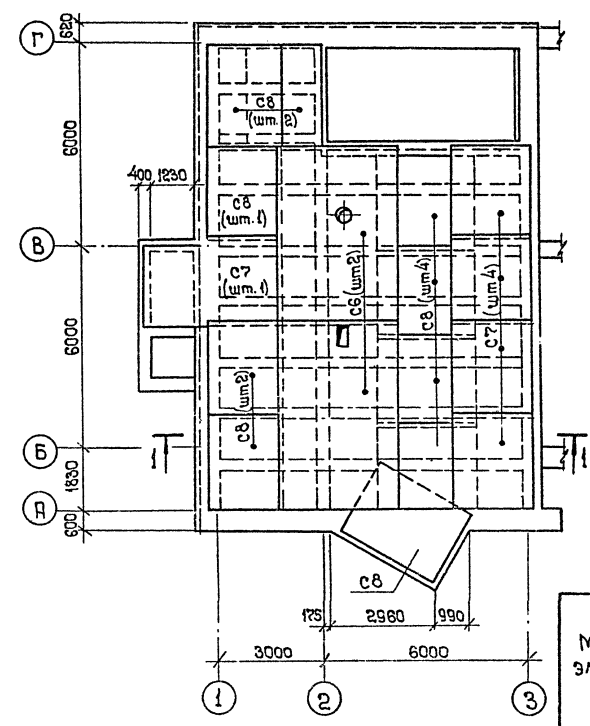 620
Г
6000
С8
(шт. 2)
400
1230
С8
(шт. 1)
В
С7
(шт. 1)
С6 (шт2)
С8 (шт4)
С7 (шт4)
6000
С8 (шт2)
Б
1
1
1830
А
600
С8
175
2960
990
3000
6000
1
2
3